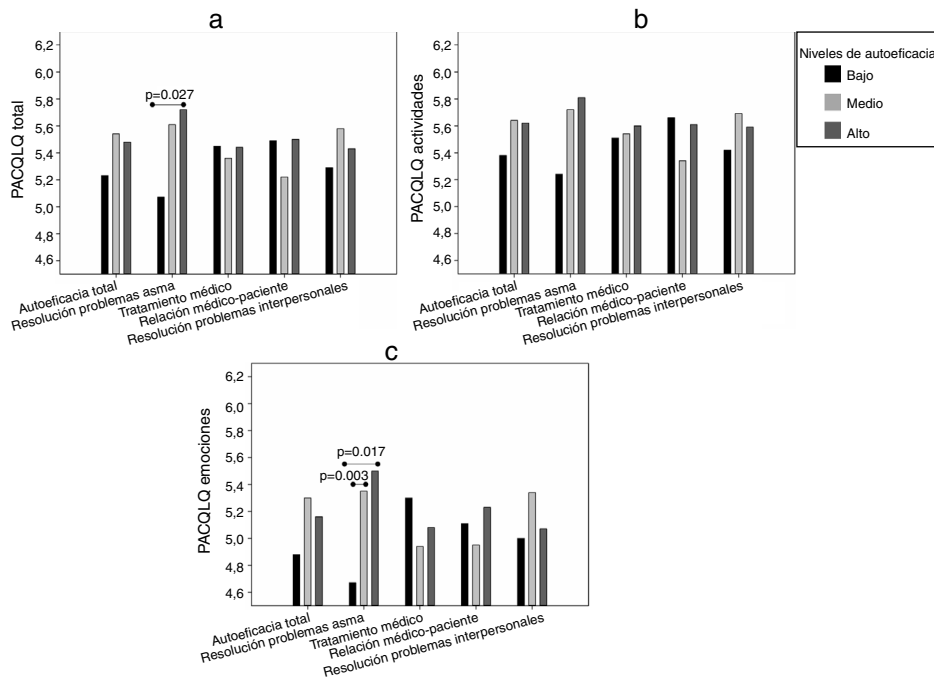 a
6,2
6,0
5,8
5,6
5,4
5,2
5,0
4,8
4,6
PACQLQ total
p=0.027
Autoeficacia total
Resolución problemas asma
Tratamiento médico
Relación médico-paciente
Resolución problemas interpersonales
b
6,2
6,0
5,8
5,6
5,4
5,2
5,0
4,8
4,6
PACQLQ actividades
Autoeficacia total
Resolución problemas asma
Tratamiento médico
Relación médico-paciente
Resolución problemas interpersonales
Niveles de autoeficacia
Bajo
Medio
Alto
c
6,2
6,0
5,8
5,6
5,4
5,2
5,0
4,8
4,6
PACQLQ emociones
p=0.017
p=0.003
Autoeficacia total
Resolución problemas asma
Tratamiento médico
Relación médico-paciente
Resolución problemas interpersonales